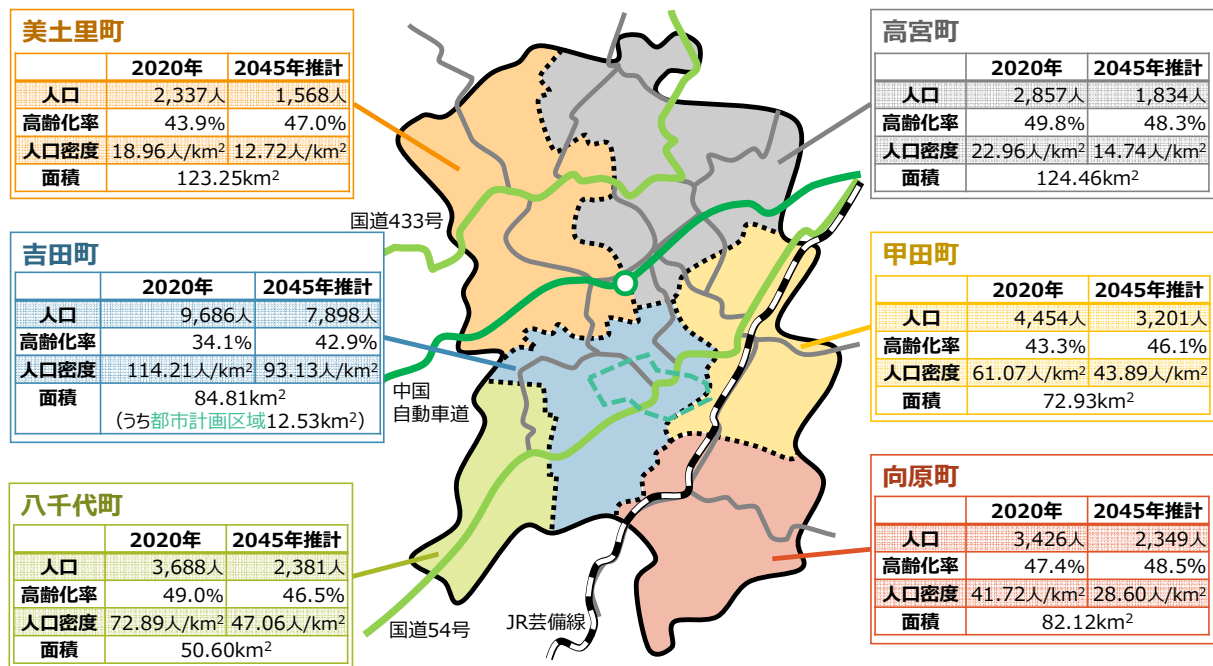 美土里町
2020年 2045年推計
人口 2,337人 1,568人
高齢化率 43.9% 47.0%
人口密度 18.96人/km² 12.72人/km²
面積 123.25km²
高宮町
2020年 2045年推計
人口 2,857人 1,834人
高齢化率 49.8% 48.3%
人口密度 22.96人/km² 14.74人/km²
面積 124.46km²
国道433号
吉田町
2020年 2045年推計
人口 9,686人 7,898人
高齢化率 34.1% 42.9%
人口密度 114.21人/km² 93.13人/km²
面積 84.81km²
(うち都市計画区域12.53km²)
中国
自動車道
甲田町
2020年 2045年推計
人口 4,454人 3,201人
高齢化率 43.3% 46.1%
人口密度 61.07人/km² 43.89人/km²
面積 72.93km²
八千代町
2020年 2045年推計
人口 3,688人 2,381人
高齢化率 49.0% 46.5%
人口密度 72.89人/km² 47.06人/km²
面積 50.60km²
国道54号
JR芸備線
向原町
2020年 2045年推計
人口 3,426人 2,349人
高齢化率 47.4% 48.5%
人口密度 41.72人/km² 28.60人/km²
面積 82.12km²